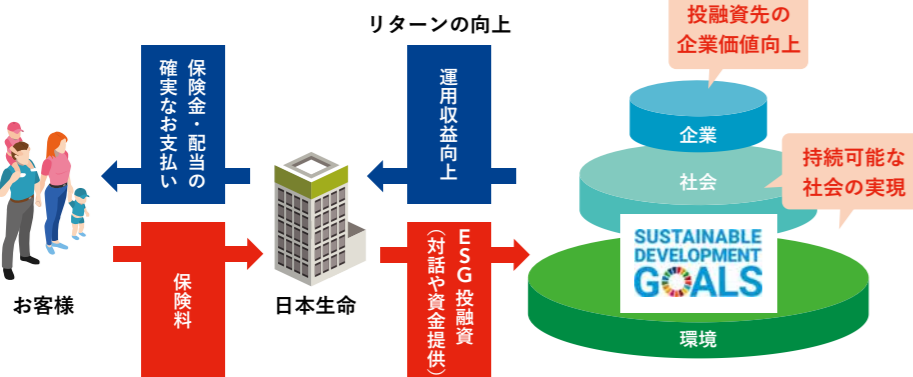 リターンの向上
保険金・配当の
確実なお支払い
運用収益向上
投融資先の
企業価値向上
企業
社会
持続可能な
社会の実現
SUSTAINABLE
DEVELOPMENT
GOALS
環境
保険料
ESG 投融資
(対話や資金提供)
お客様
日本生命